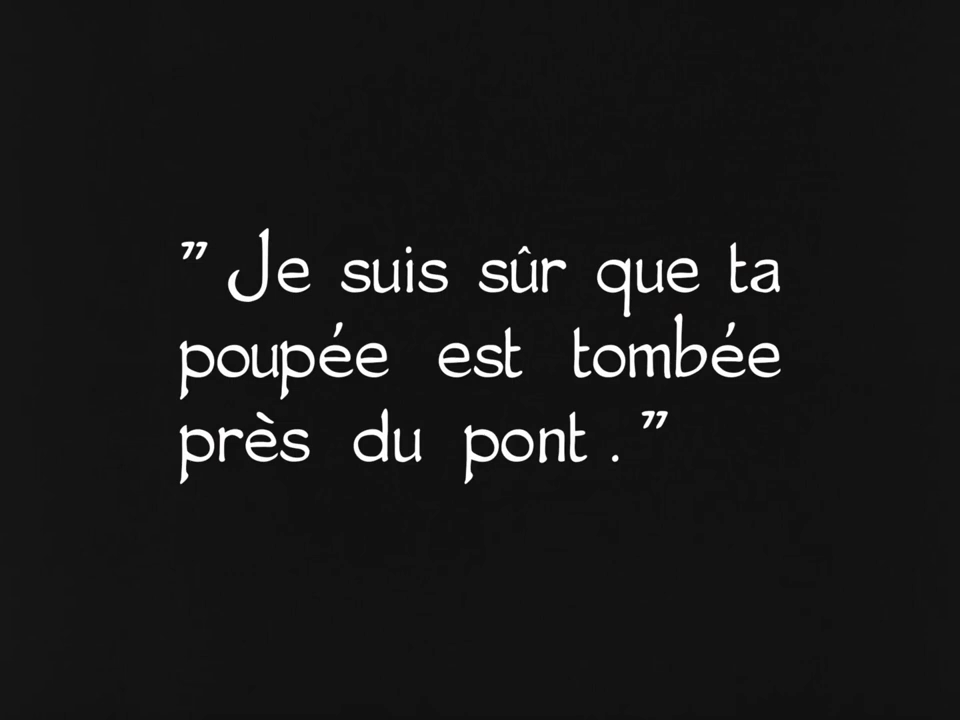 ” Je suis sûr que ta
poupée est tombée
près du pont . ”